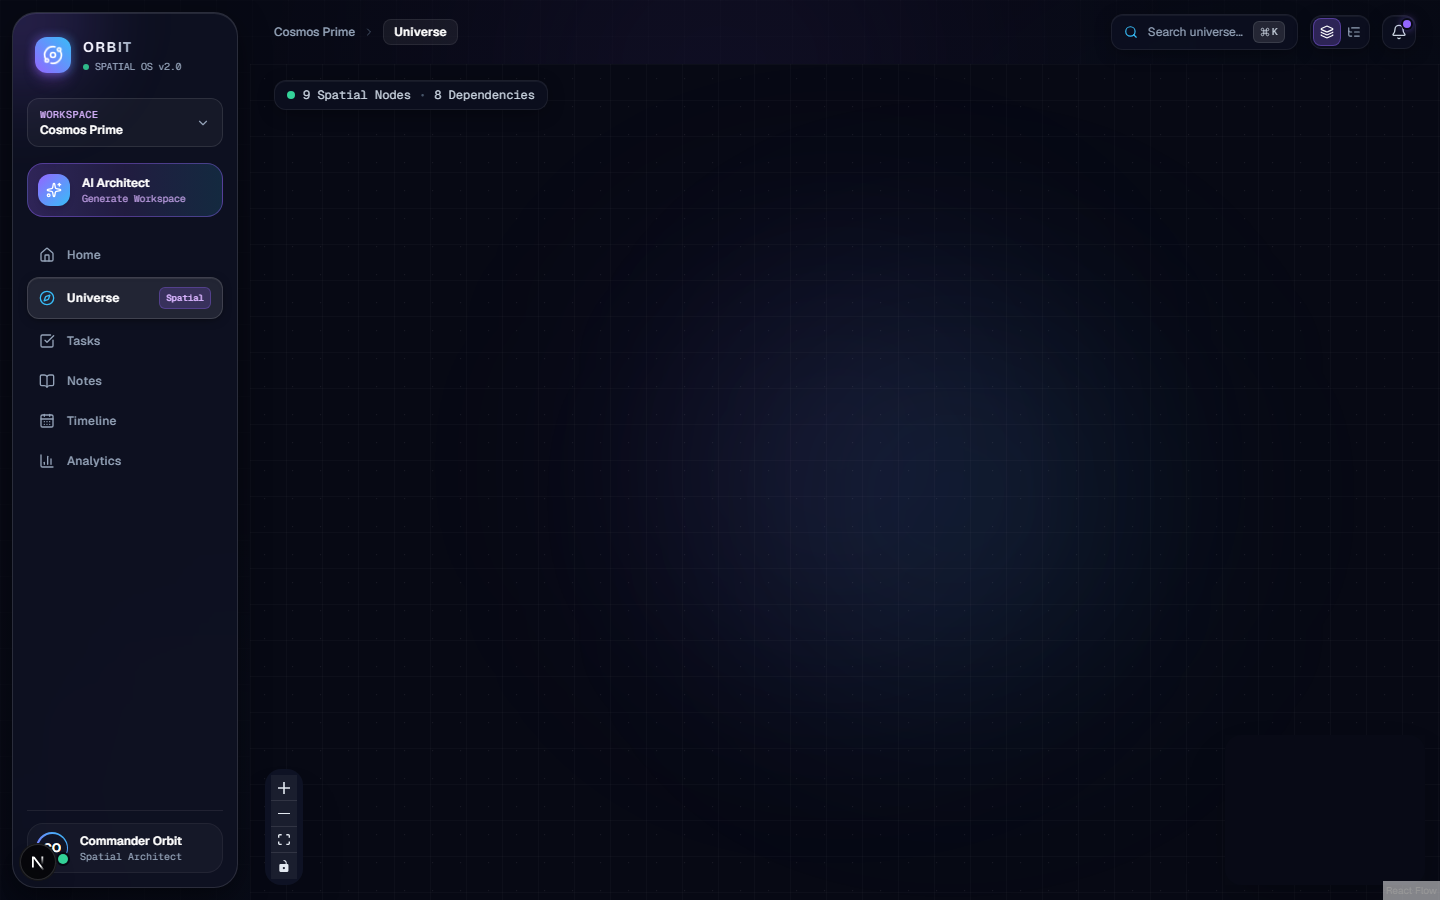 ORBIT
SPATIAL OS v2.0
WORKSPACE
Cosmos Prime
AI Architect
Generate Workspace
Home
Universe
Spatial
Tasks
Notes
Timeline
Analytics
Commander Orbit
Spatial Architect
N
Cosmos Prime
Universe
Search universe...
⌘K
9 Spatial Nodes · 8 Dependencies
React Flow